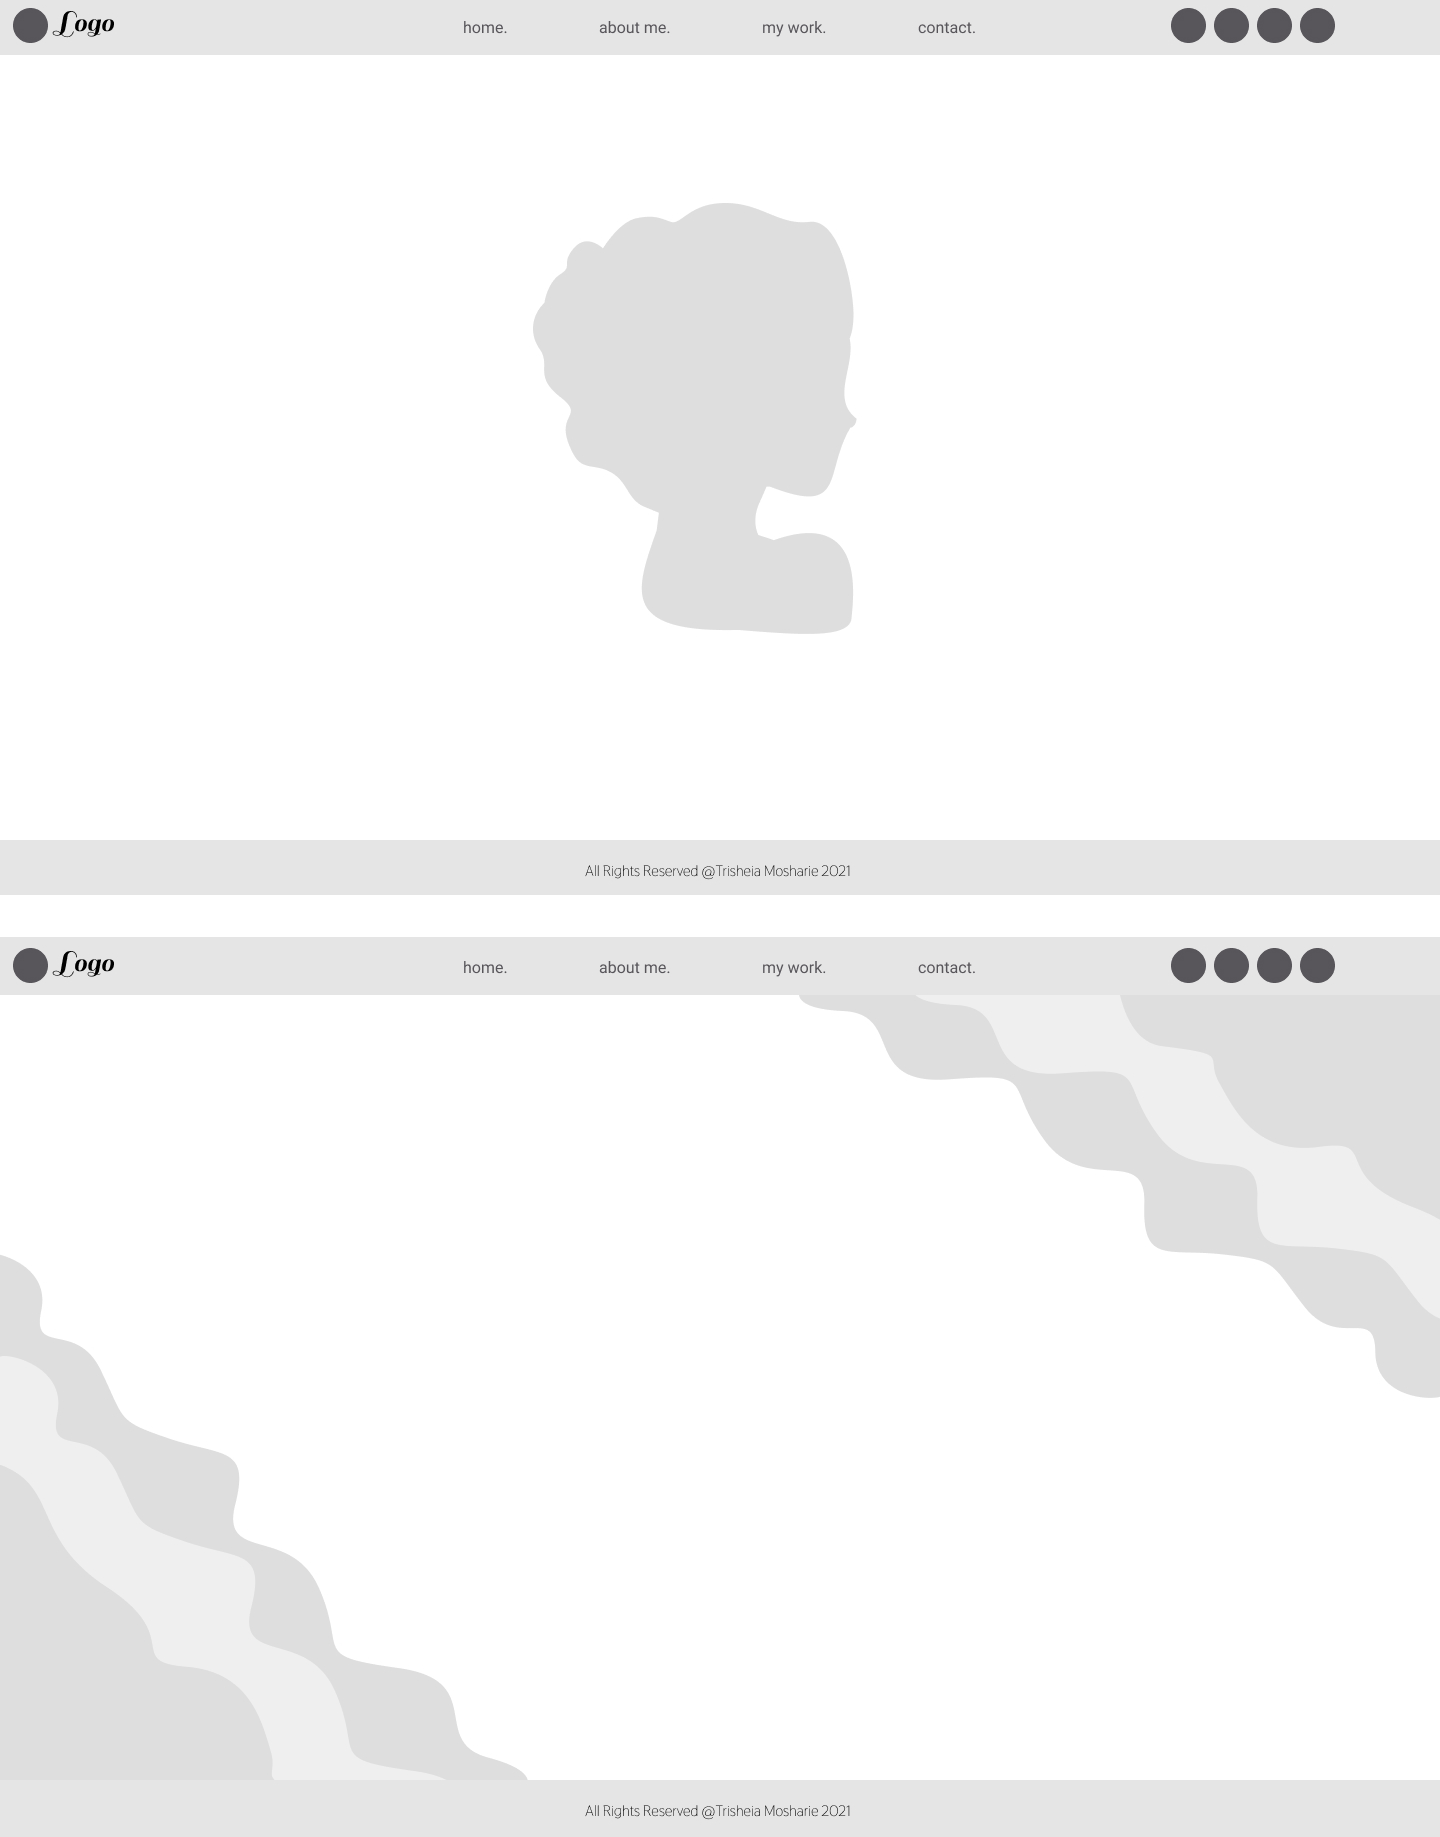 Logo
home.
about me.
my work.
contact.
All Rights Reserved @Trisheia Mosharie 2021
Logo
home.
about me.
my work.
contact.
All Rights Reserved @Trisheia Mosharie 2021